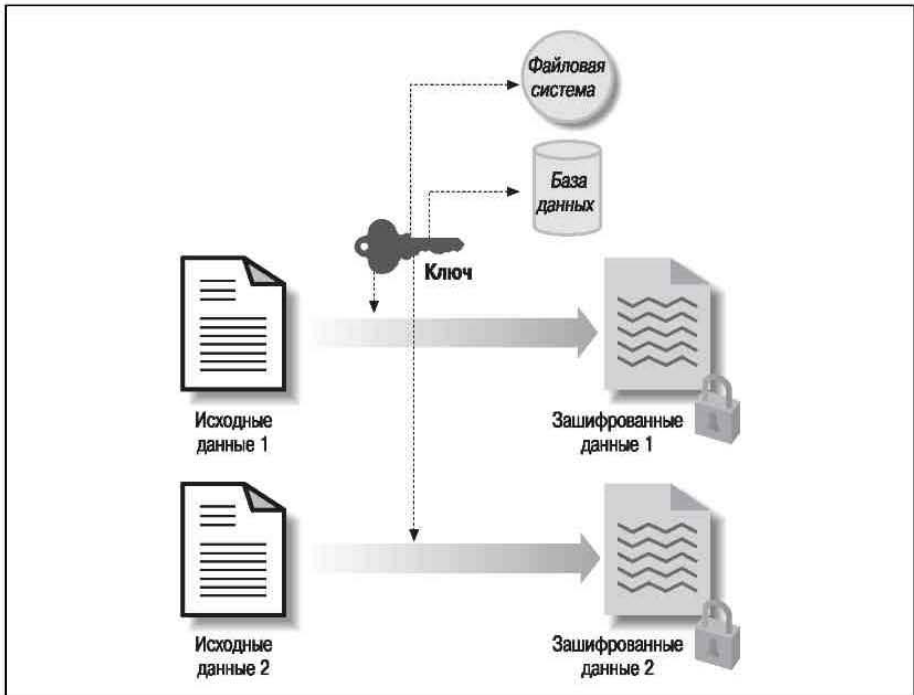 Файловая
система
База
данных
Ключ
Исходные
данные 1
Зашифрованные
данные 1
Исходные
данные 2
Зашифрованные
данные 2